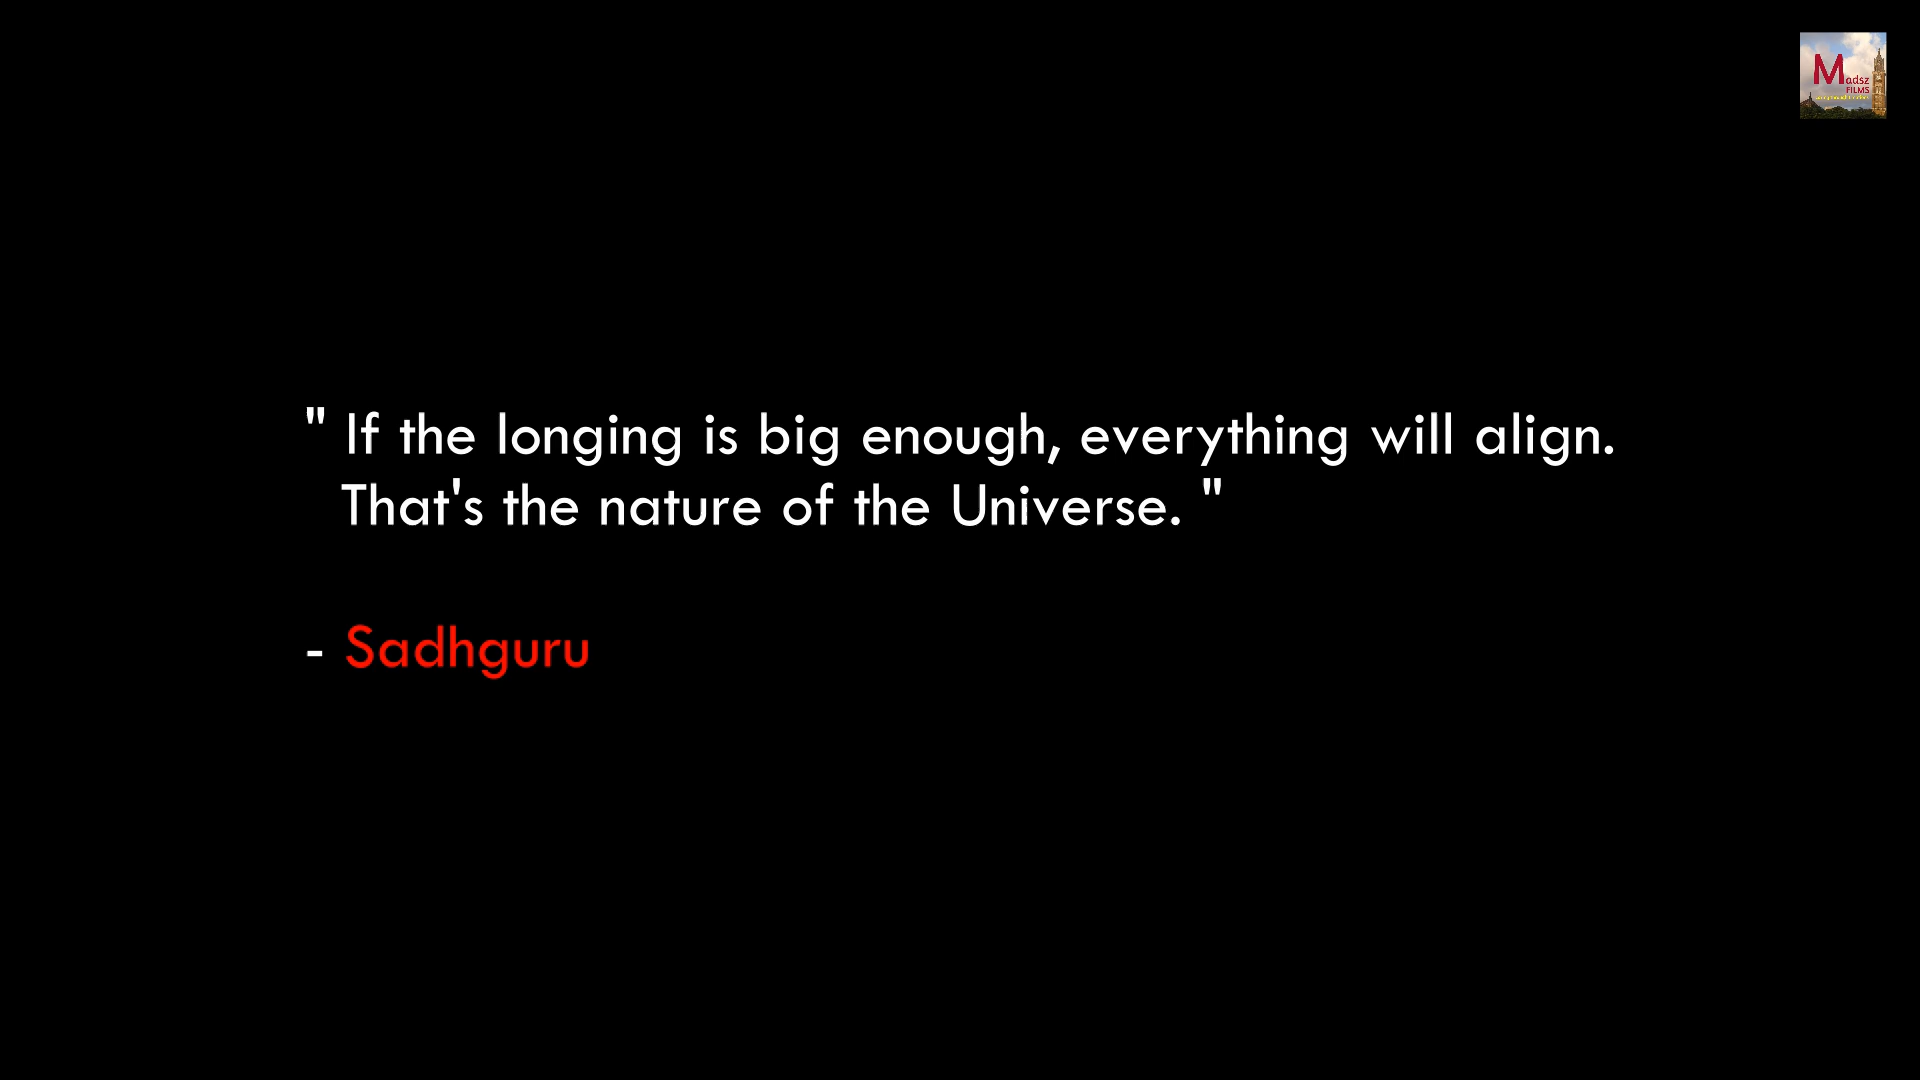 Madsz
FILMS
" If the longing is big enough, everything will align.
That's the nature of the Universe. "
- Sadhguru